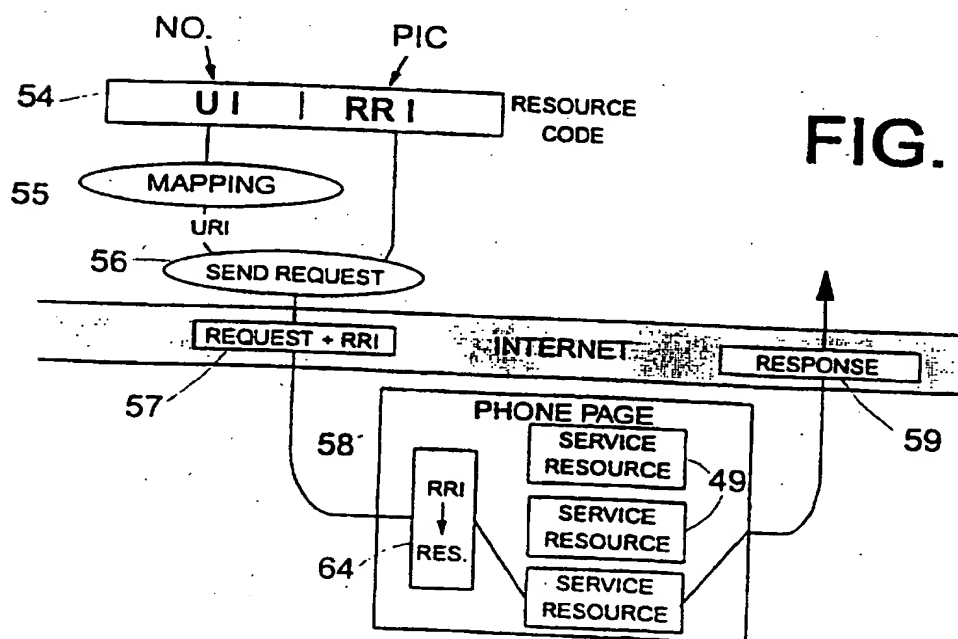 NO.
PIC
54
UI | RRI
RESOURCE
CODE
FIG.
55
MAPPING
URI
56
SEND REQUEST
REQUEST + RRI
INTERNET
RESPONSE
57
59
58
PHONE PAGE
SERVICE
RESOURCE
49
RRI
RES.
64
SERVICE
RESOURCE
SERVICE
RESOURCE